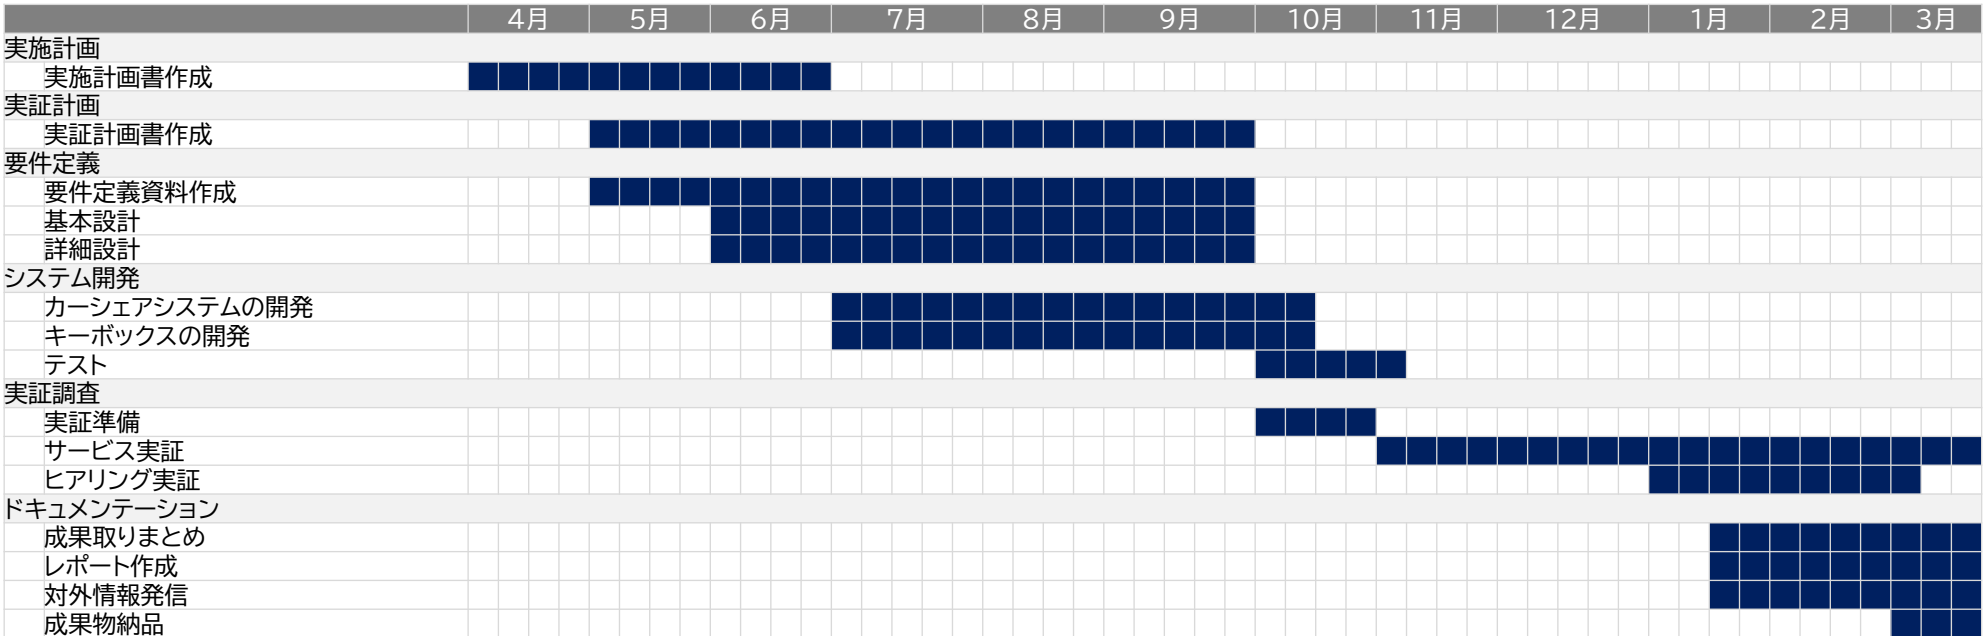 4月 5月 6月 7月 8月 9月 10月 11月 12月 1月 2月 3月
実施計画
実施計画書作成
実証計画
実証計画書作成
要件定義
要件定義資料作成
基本設計
詳細設計
システム開発
カーシェアシステムの開発
キーボックスの開発
テスト
実証調査
実証準備
サービス実証
ヒアリング実証
ドキュメンテーション
成果取りまとめ
レポート作成
対外情報発信
成果物納品